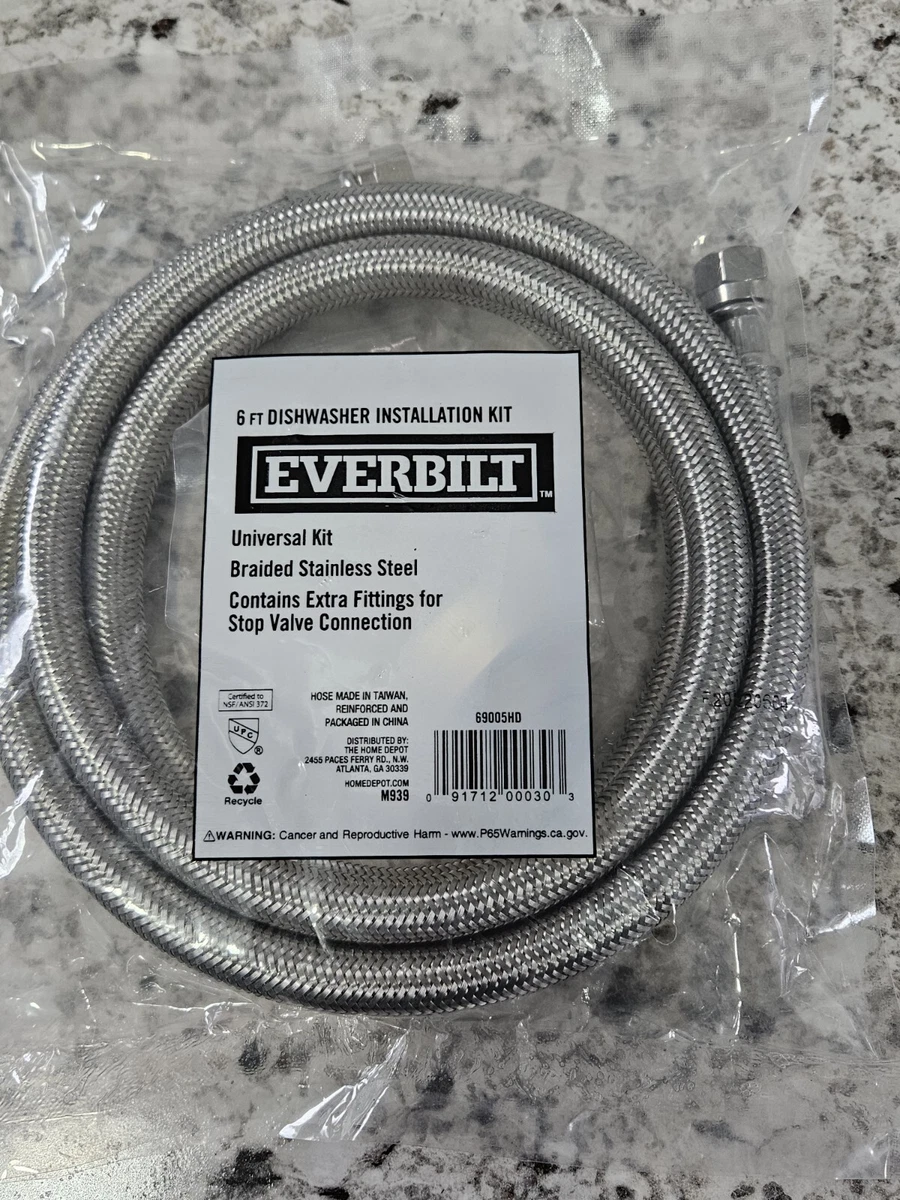 6 FT DISHWASHER INSTALLATION KIT
EVERBILT™
Universal Kit
Braided Stainless Steel
Contains Extra Fittings for
Stop Valve Connection
Certified to
NSF/ANSI 372
UPC®
Recycle
HOSE MADE IN TAIWAN,
REINFORCED AND
PACKAGED IN CHINA
DISTRIBUTED BY:
THE HOME DEPOT
2455 PACES FERRY RD., N.W.
ATLANTA, GA 30339
HOMEDEPOT.COM
M939
69005HD
0 91712 00030 3
⚠WARNING: Cancer and Reproductive Harm - www.P65Warnings.ca.gov.